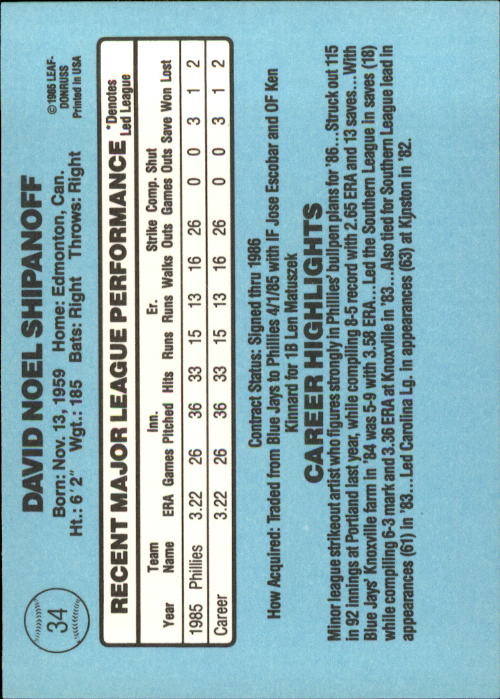 34
DAVID NOEL SHIPANOFF
Born: Nov. 13, 1959 Home: Edmonton, Can.
Ht.: 6' 2" Wgt.: 185 Bats: Right Throws: Right
©1985 LEAF-
DONRUSS
Printed in USA
RECENT MAJOR LEAGUE PERFORMANCE *Denotes
Led League
Team Inn. Er. Strike Comp. Shut
Year Name ERA Games Pitched Hits Runs Runs Walks Outs Games Outs Save Won Lost
1985 Phillies 3.22 26 36 33 15 13 16 26 0 0 3 1 2
Career 3.22 26 36 33 15 13 16 26 0 0 3 1 2
Contract Status: Signed thru 1986
How Acquired: Traded from Blue Jays to Phillies 4/1/85 with IF Jose Escobar and OF Ken
Kinnard for 1B Len Matuszek
CAREER HIGHLIGHTS
Minor league strikeout artist who figures strongly in Phillies' bullpen plans for '86...Struck out 115
in 92 innings at Portland last year, while compiling 8-5 record with 2.65 ERA and 13 saves...With
Blue Jays' Knoxville farm in '84 was 5-9 with 3.58 ERA...Led the Southern League in saves (18)
while compiling 6-3 mark and 3.36 ERA at Knoxville in '83...Also tied for Southern League lead in
appearances (61) in '83...Led Carolina Lg. in appearances (63) at Kinston in '82.